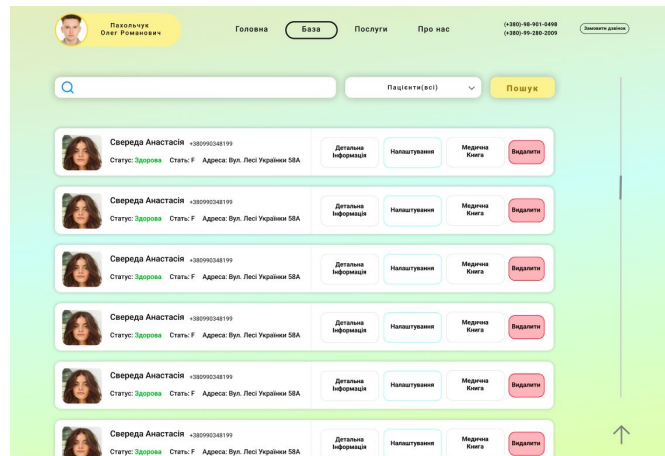 Пахольчук
Олег Романович
Головна
База
Послуги
Про нас
(+380)-98-901-0498
(+380)-99-280-2009
Замовити дзвінок
Пацієнти(всі)
Пошук
Свереда Анастасія +380990348199
Статус: Здорова Стать: F Адреса: Вул. Лесі Українки 58А
Детальна
Інформація
Налаштування
Медична
Книга
Видалити
Свереда Анастасія +380990348199
Статус: Здорова Стать: F Адреса: Вул. Лесі Українки 58А
Детальна
Інформація
Налаштування
Медична
Книга
Видалити
Свереда Анастасія +380990348199
Статус: Здорова Стать: F Адреса: Вул. Лесі Українки 58А
Детальна
Інформація
Налаштування
Медична
Книга
Видалити
Свереда Анастасія +380990348199
Статус: Здорова Стать: F Адреса: Вул. Лесі Українки 58А
Детальна
Інформація
Налаштування
Медична
Книга
Видалити
Свереда Анастасія +380990348199
Статус: Здорова Стать: F Адреса: Вул. Лесі Українки 58А
Детальна
Інформація
Налаштування
Медична
Книга
Видалити
Свереда Анастасія +380990348199
Статус: Здорова Стать: F Адреса: Вул. Лесі Українки 58А
Детальна
Інформація
Налаштування
Медична
Книга
Видалити